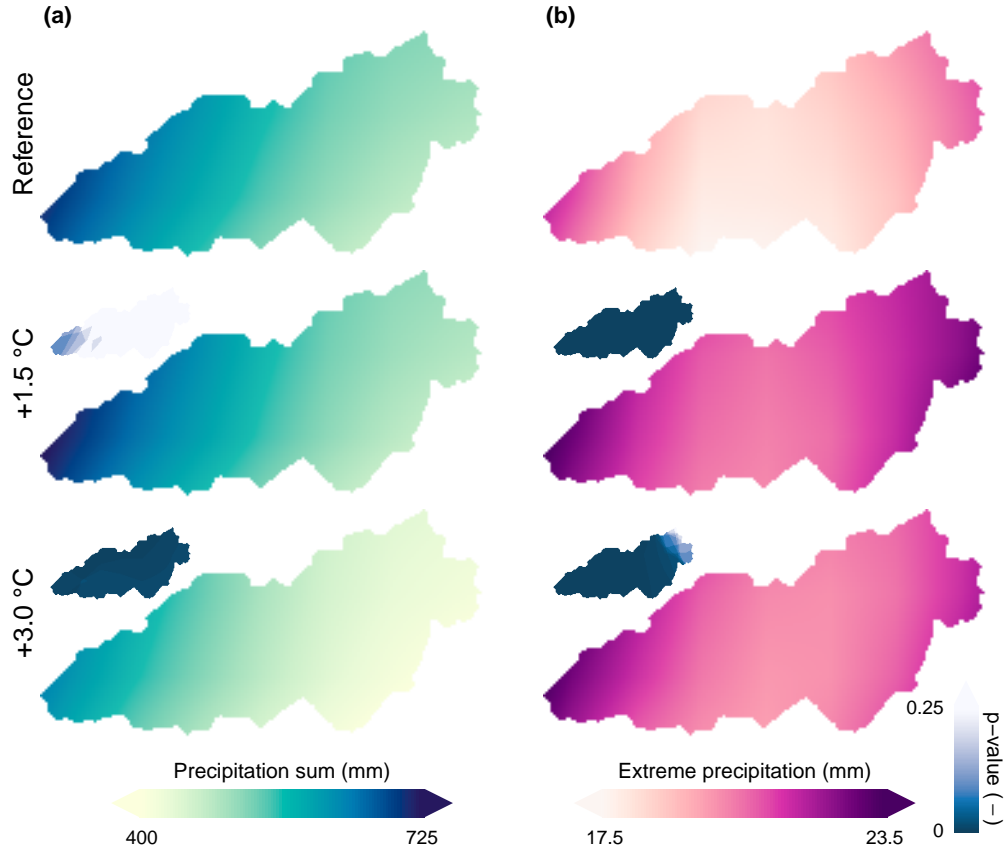 (a)
(b)
Reference
+1.5 °C
+3.0 °C
Precipitation sum (mm)
400
725
Extreme precipitation (mm)
17.5
23.5
0.25
0
p−value ( − )